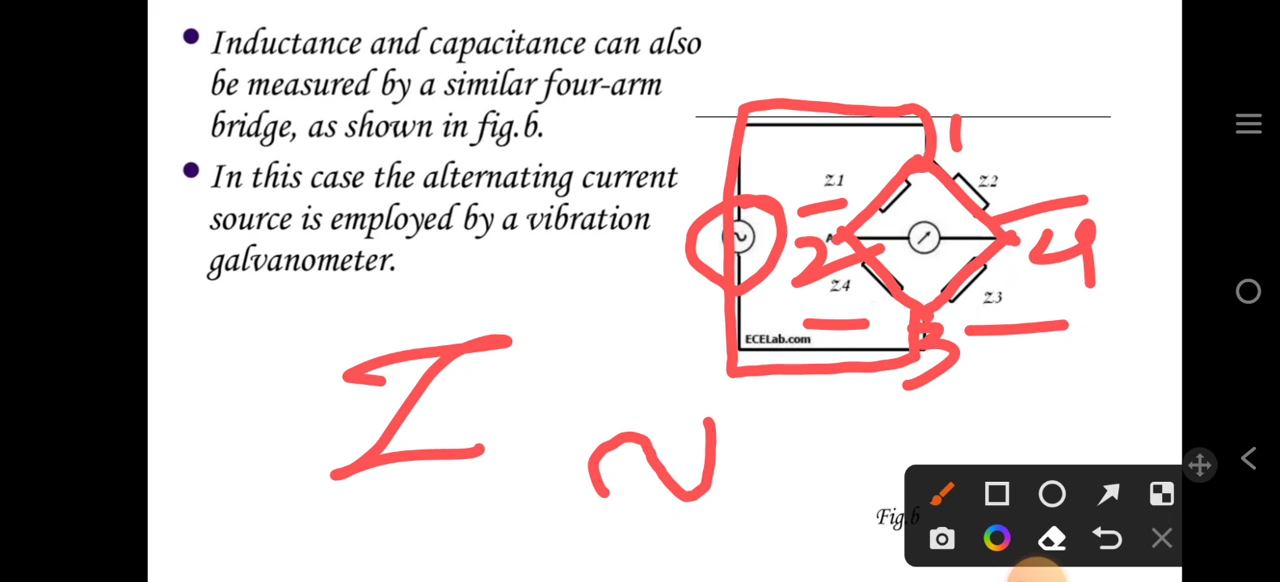 • Inductance and capacitance can also
be measured by a similar four-arm
bridge, as shown in fig.b.
• In this case the alternating current
source is employed by a vibration
galvanometer.
1
Z1
Z2
2
4
Z4
Z3
3
ECELab.com
I
~
Fig.b